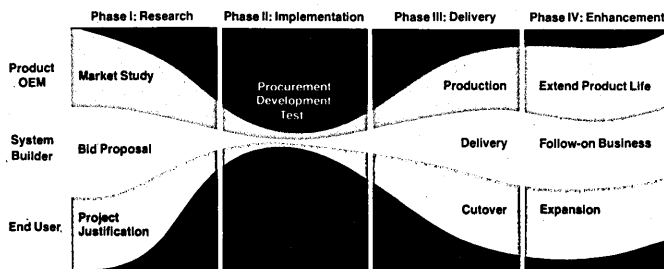 Phase I: Research
Phase II: Implementation
Phase III: Delivery
Phase IV: Enhancement
Product
OEM
Market Study
Procurement
Development
Test
Production
Extend Product Life
System
Builder
Bid Proposal
Delivery
Follow-on Business
End User
Project
Justification
Cutover
Expansion